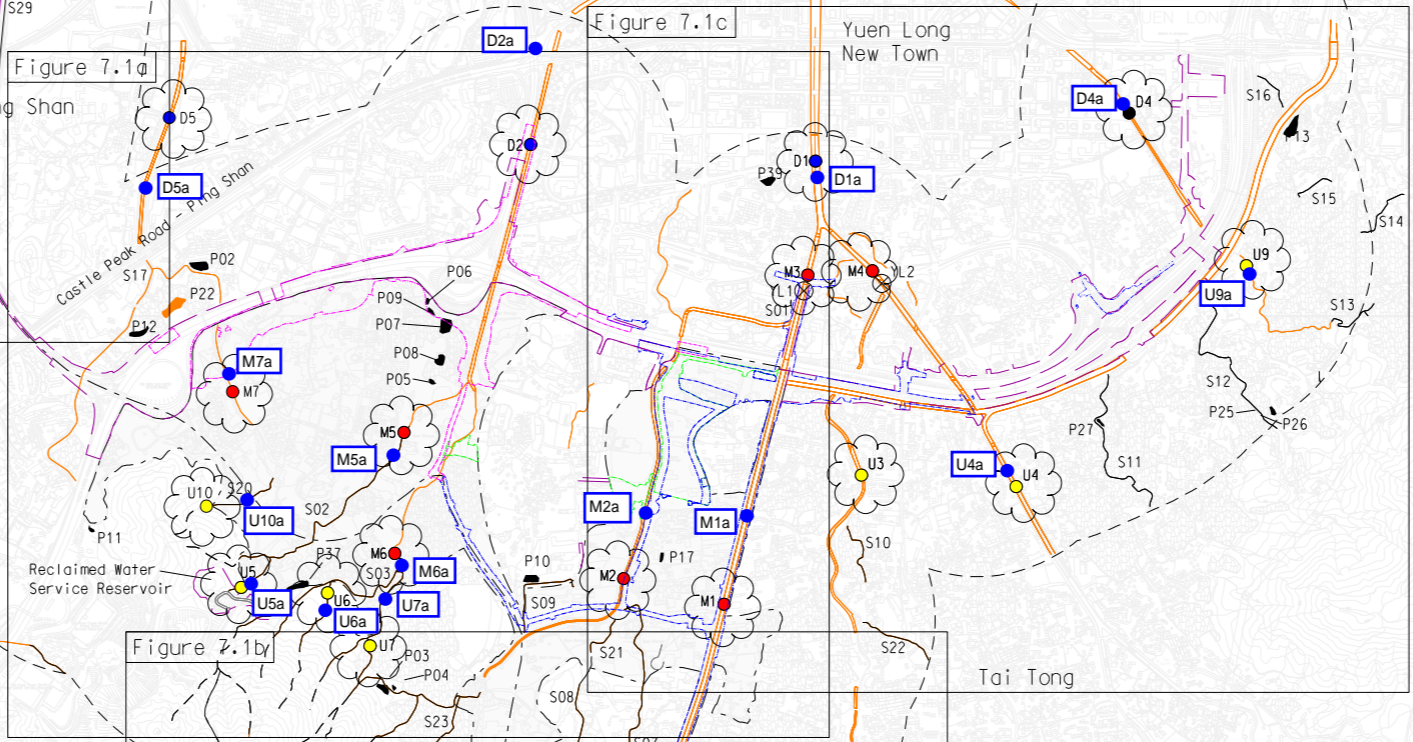 S29
Figure 7.1c
Yuen Long
New Town
YUEN LONG
D2a
Figure 7.1a
ng Shan
D5
D2
D4a
D4
S16
P13
D5a
D1
D1a
P39
S15
S14
Castle Peak Road - Ping Shan
S17
P02
P22
P12
P06
P09
P07
P08
P05
M3
YL1
S01
M4
YL2
U9
U9a
S13
S12
P25
P26
M7a
M7
M5
M5a
P27
S11
U3
U4a
U4
U10
S20
U10a
S02
M2a
M1a
P11
Reclaimed Water
Service Reservoir
U5
U5a
P37
M6
M6a
S03
U6
U6a
U7a
P10
S09
M2
P17
M1
S10
Figure 7.1b
U7
P03
P04
S23
S21
S08
S22
Tai Tong